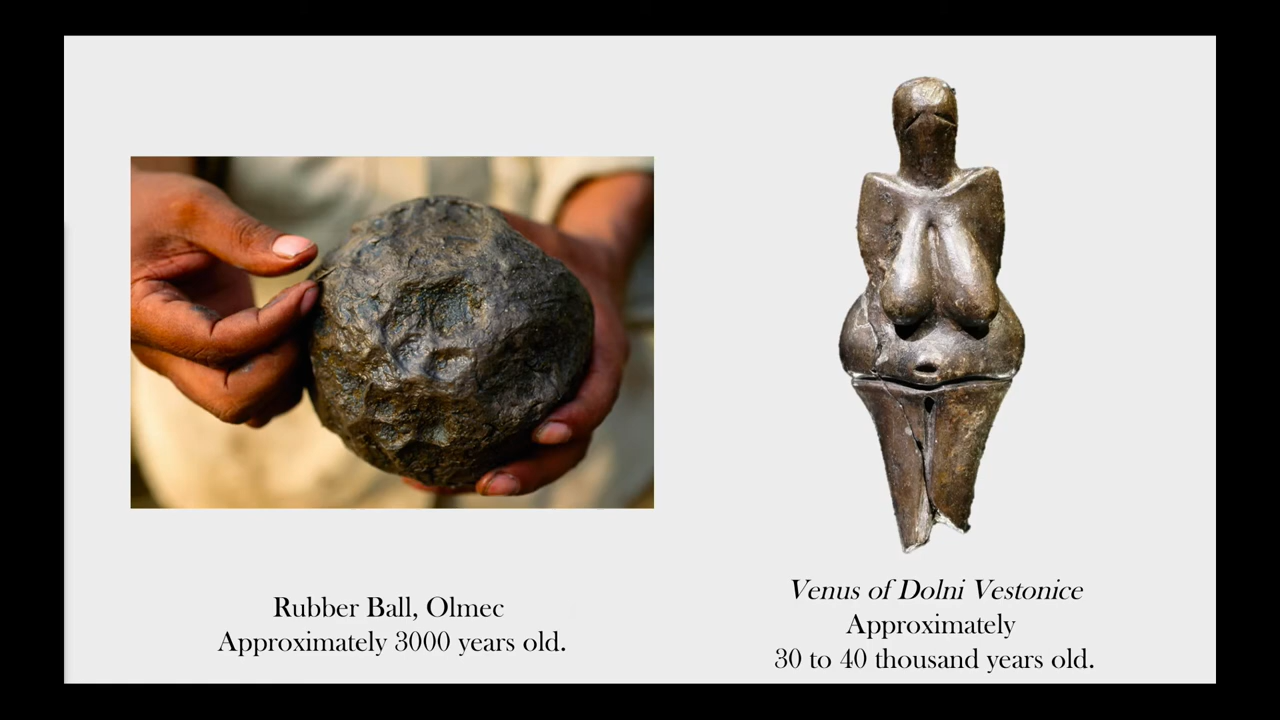 Rubber Ball, Olmec
Approximately 3000 years old.
Venus of Dolni Vestonice
Approximately
30 to 40 thousand years old.